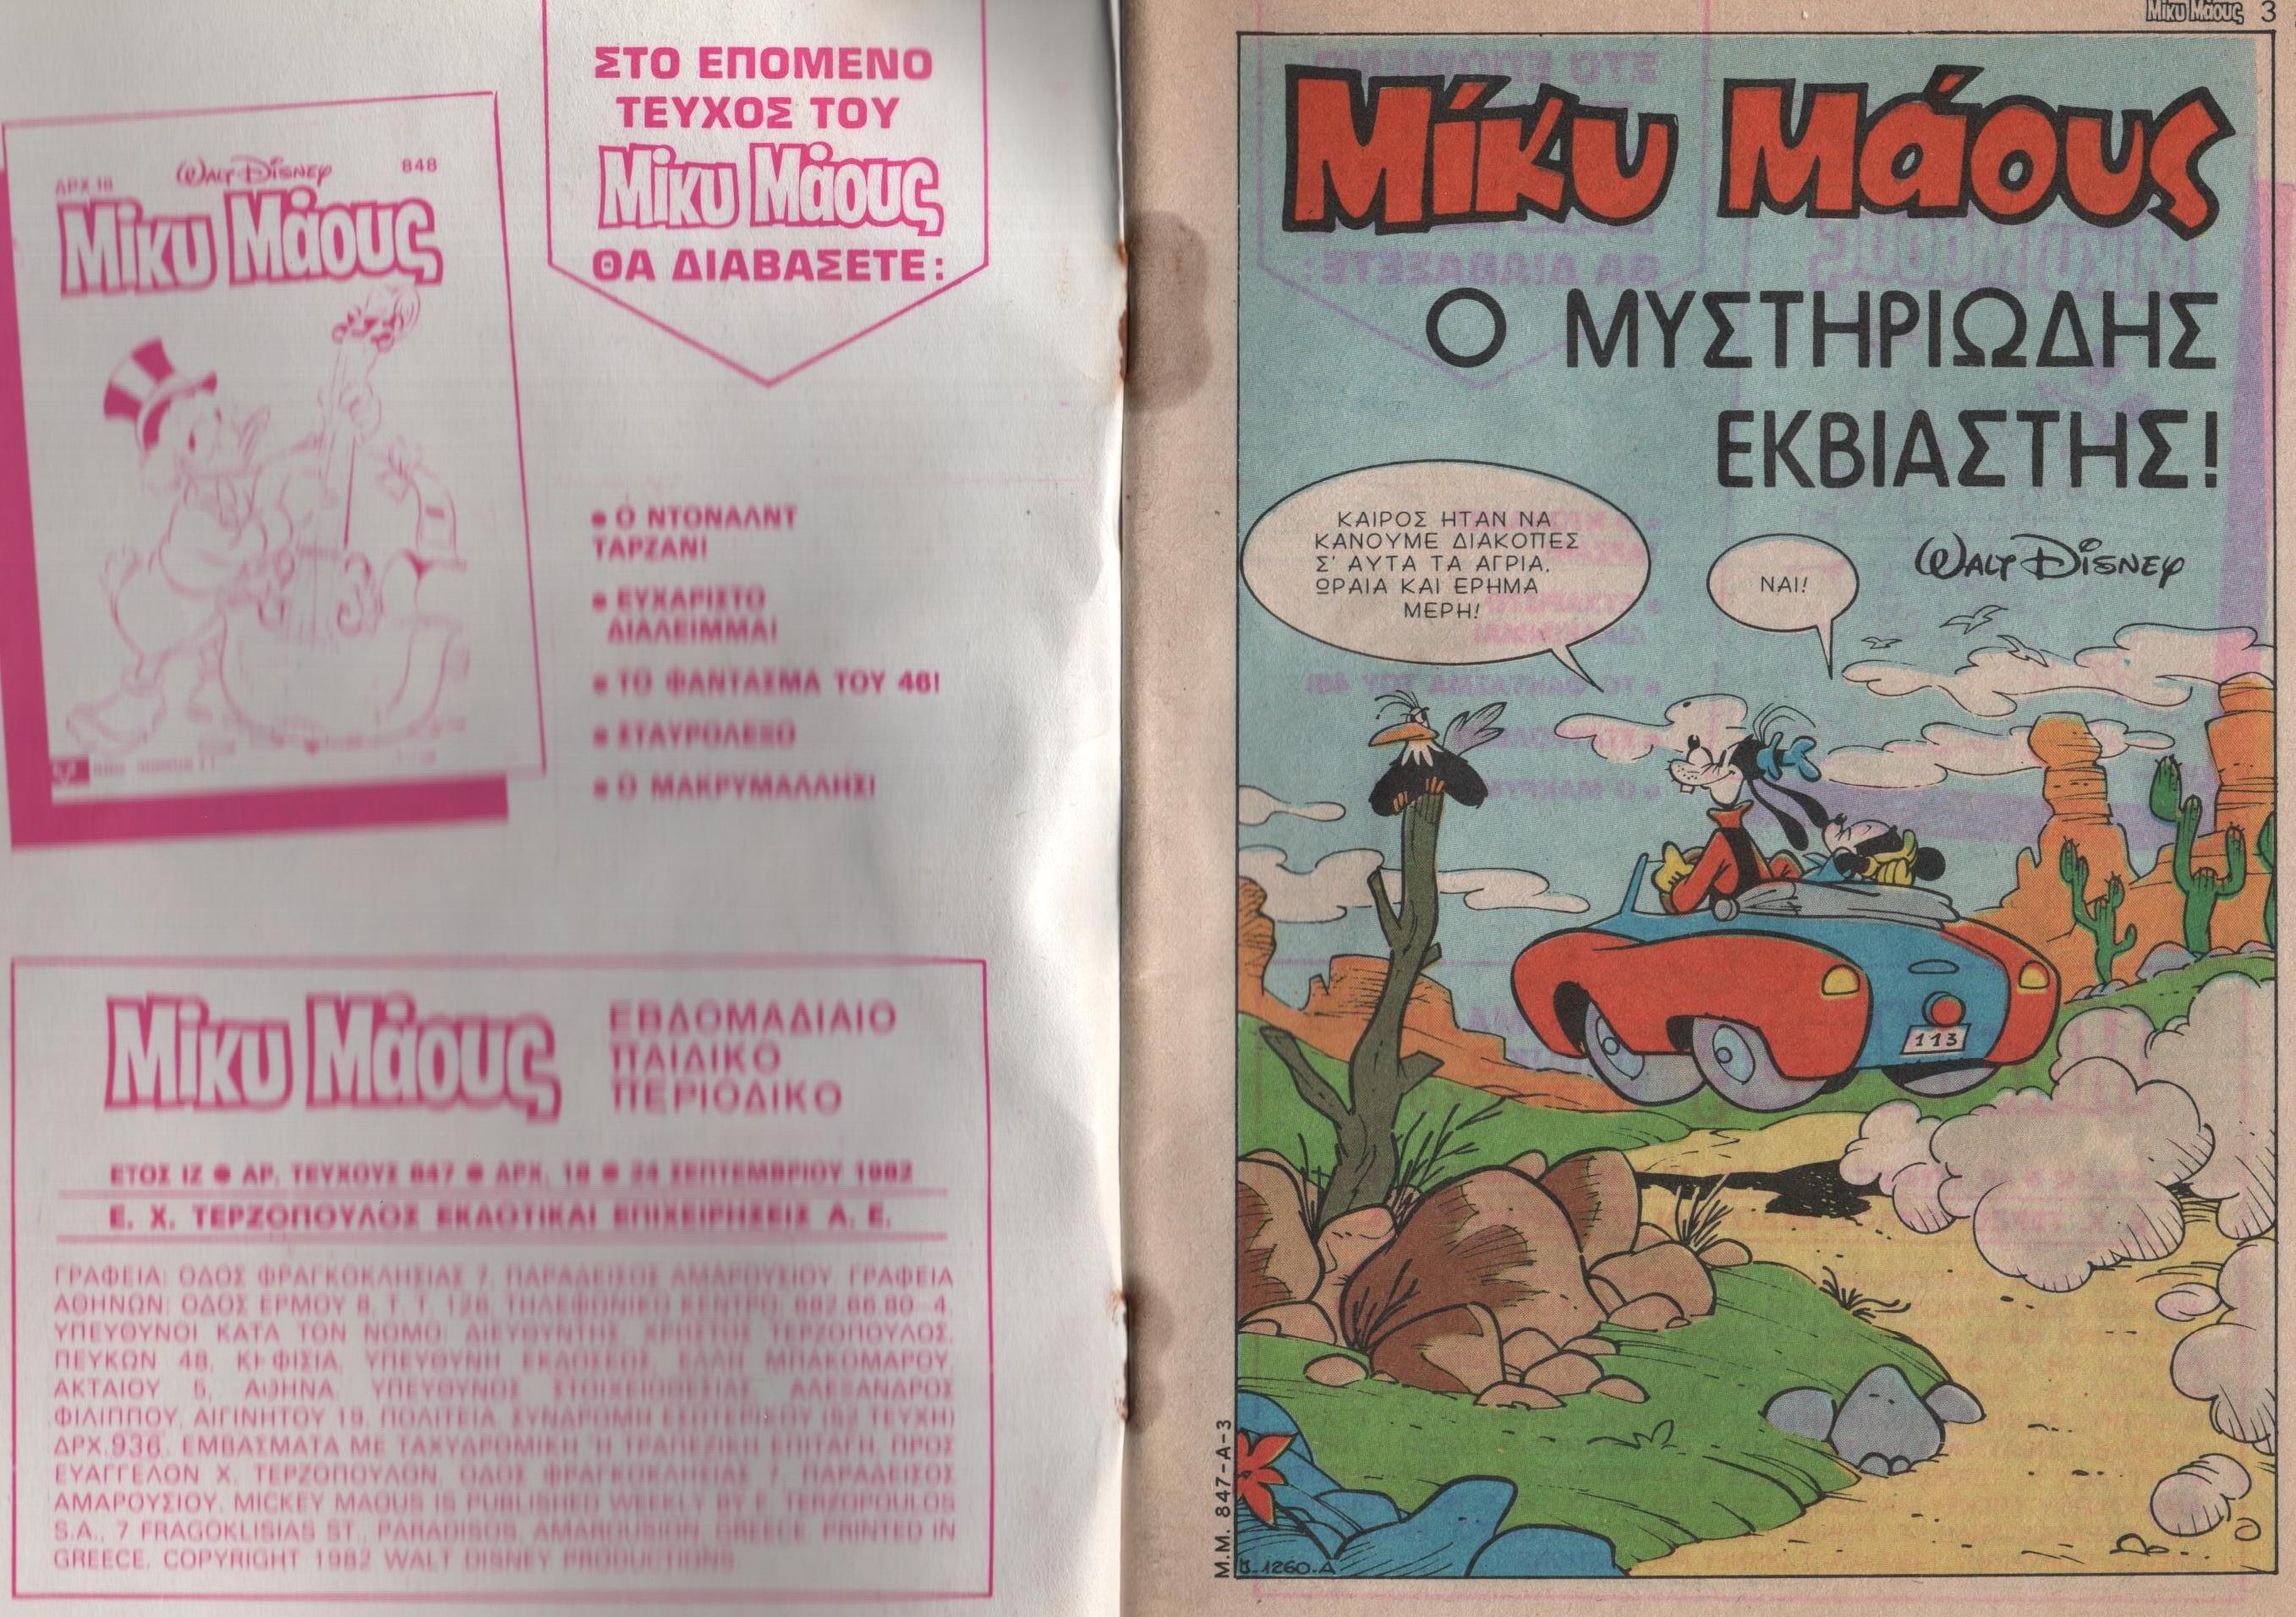 ΣΤΟ ΕΠΟΜΕΝΟ
ΤΕΥΧΟΣ ΤΟΥ
Μίκυ Μάους
ΘΑ ΔΙΑΒΑΣΕΤΕ:
ΔΡΧ. 18
WALT DISNEY
848
Μίκυ Μάους
• Ο ΝΤΟΝΑΛΝΤ
ΤΑΡΖΑΝ!
• ΕΥΧΑΡΙΣΤΟ
ΔΙΑΛΕΙΜΜΑ!
• ΤΟ ΦΑΝΤΑΣΜΑ ΤΟΥ 46!
• ΣΤΑΥΡΟΛΕΞΟ
• Ο ΜΑΚΡΥΜΑΛΛΗΣ!
Μίκυ Μάους
ΕΒΔΟΜΑΔΙΑΙΟ
ΠΑΙΔΙΚΟ
ΠΕΡΙΟΔΙΚΟ
ΕΤΟΣ ΙΖ • ΑΡ. ΤΕΥΧΟΥΣ 847 • ΔΡΧ. 18 • 24 ΣΕΠΤΕΜΒΡΙΟΥ 1982
Ε. Χ. ΤΕΡΖΟΠΟΥΛΟΣ ΕΚΔΟΤΙΚΑΙ ΕΠΙΧΕΙΡΗΣΕΙΣ Α. Ε.
ΓΡΑΦΕΙΑ: ΟΔΟΣ ΦΡΑΓΚΟΚΛΗΣΙΑΣ 7, ΠΑΡΑΔΕΙΣΟΣ ΑΜΑΡΟΥΣΙΟΥ. ΓΡΑΦΕΙΑ
ΑΘΗΝΩΝ: ΟΔΟΣ ΕΡΜΟΥ 8, Τ. Τ. 126, ΤΗΛΕΦΩΝΙΚΟ ΚΕΝΤΡΟ: 682.66.80-4.
ΥΠΕΥΘΥΝΟΙ ΚΑΤΑ ΤΟΝ ΝΟΜΟ: ΔΙΕΥΘΥΝΤΗΣ, ΧΡΗΣΤΟΣ ΤΕΡΖΟΠΟΥΛΟΣ,
ΠΕΥΚΩΝ 48, ΚΗΦΙΣΙΑ, ΥΠΕΥΘΥΝΗ ΕΚΔΟΣΕΩΣ, ΕΛΛΗ ΜΠΑΚΟΜΑΡΟΥ,
ΑΚΤΑΙΟΥ 5, ΑΘΗΝΑ, ΥΠΕΥΘΥΝΟΣ ΣΤΟΙΧΕΙΟΘΕΣΙΑΣ, ΑΛΕΞΑΝΔΡΟΣ
ΦΙΛΙΠΠΟΥ, ΑΙΓΙΝΗΤΟΥ 19, ΠΟΛΙΤΕΙΑ. ΣΥΝΔΡΟΜΗ ΕΣΩΤΕΡΙΚΟΥ (52 ΤΕΥΧΗ)
ΔΡΧ.936. ΕΜΒΑΣΜΑΤΑ ΜΕ ΤΑΧΥΔΡΟΜΙΚΗ Ή ΤΡΑΠΕΖΙΚΗ ΕΠΙΤΑΓΗ, ΠΡΟΣ
ΕΥΑΓΓΕΛΟΝ Χ. ΤΕΡΖΟΠΟΥΛΟΝ, ΟΔΟΣ ΦΡΑΓΚΟΚΛΗΣΙΑΣ 7, ΠΑΡΑΔΕΙΣΟΣ
ΑΜΑΡΟΥΣΙΟΥ. MICKEY MAOUS IS PUBLISHED WEEKLY BY E. TERZOPOULOS
S.A., 7 FRAGOKLISIAS ST., PARADISOS, AMAROUSION, GREECE. PRINTED IN
GREECE. COPYRIGHT 1982 WALT DISNEY PRODUCTIONS
Μίκυ Μάους 3
Μίκυ Μάους
Ο ΜΥΣΤΗΡΙΩΔΗΣ
ΕΚΒΙΑΣΤΗΣ!
WALT DISNEY
ΚΑΙΡΟΣ ΗΤΑΝ ΝΑ
ΚΑΝΟΥΜΕ ΔΙΑΚΟΠΕΣ
Σ' ΑΥΤΑ ΤΑ ΑΓΡΙΑ,
ΩΡΑΙΑ ΚΑΙ ΕΡΗΜΑ
ΜΕΡΗ!
ΝΑΙ!
113
M.M. 847-A-3
1260-A